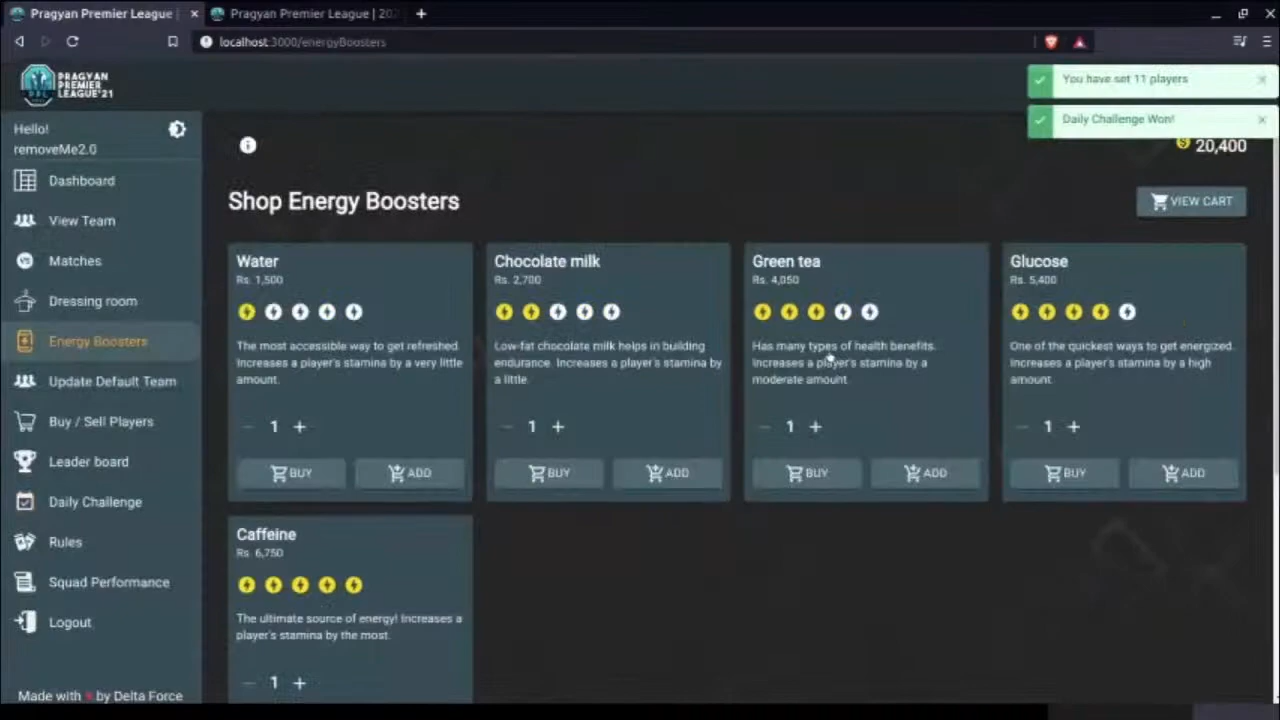 Pragyan Premier League |
Pragyan Premier League | 202
localhost:3000/energyBoosters
PRAGYAN
PREMIER
LEAGUE'21
You have set 11 players
Daily Challenge Won!
Hello!
removeMe2.0
20,400
Dashboard
View Team
Matches
Dressing room
Energy Boosters
Update Default Team
Buy / Sell Players
Leader board
Daily Challenge
Rules
Squad Performance
Logout
Made with by Delta Force
Shop Energy Boosters
VIEW CART
Water
Rs. 1,500
The most accessible way to get refreshed.
Increases a player's stamina by a very little
amount.
1
BUY
ADD
Chocolate milk
Rs. 2,700
Low-fat chocolate milk helps in building
endurance. Increases a player's stamina by
a little.
1
BUY
ADD
Green tea
Rs. 4,050
Has many types of health benefits.
Increases a player's stamina by a
moderate amount.
1
BUY
ADD
Glucose
Rs. 5,400
One of the quickest ways to get energized.
Increases a player's stamina by a high
amount.
1
BUY
ADD
Caffeine
Rs. 6,750
The ultimate source of energy! Increases a
player's stamina by the most.
1